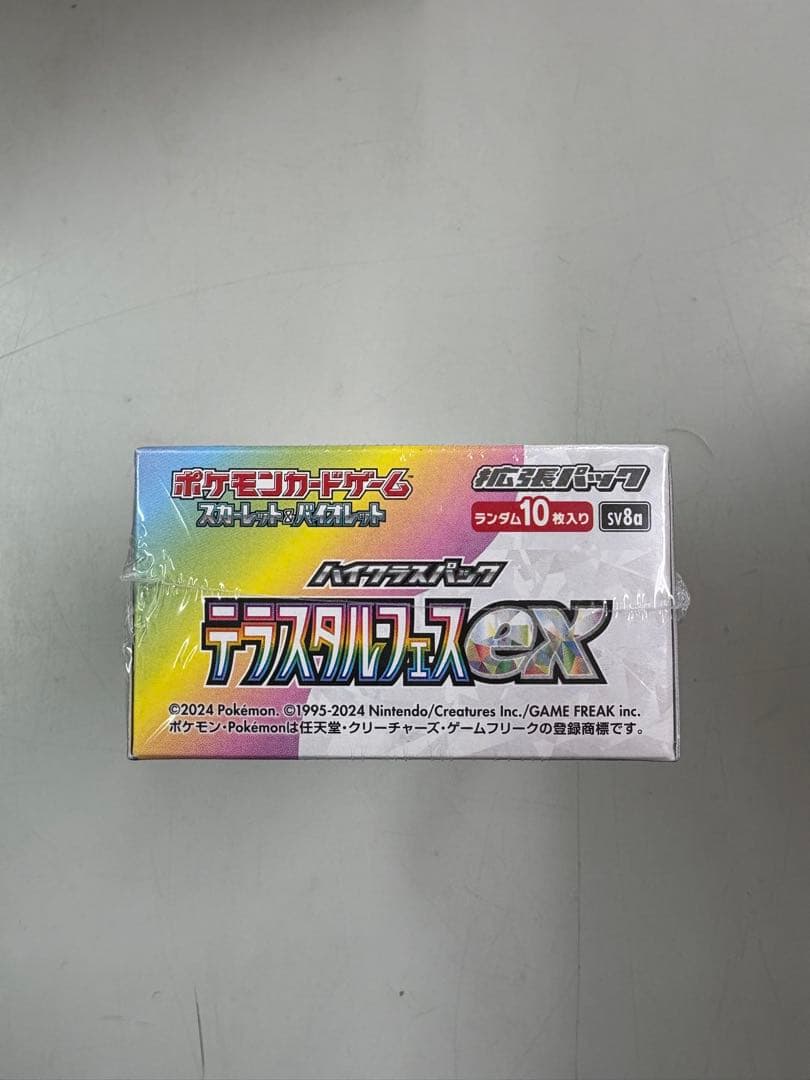 ポケモンカードゲーム
スカーレット&バイオレット
拡張パック
ランダム10枚入り SV8a
ハイクラスパック
テラスタルフェスex
©2024 Pokémon. ©1995-2024 Nintendo/Creatures Inc./GAME FREAK inc.
ポケモン・Pokémonは任天堂・クリーチャーズ・ゲームフリークの登録商標です。